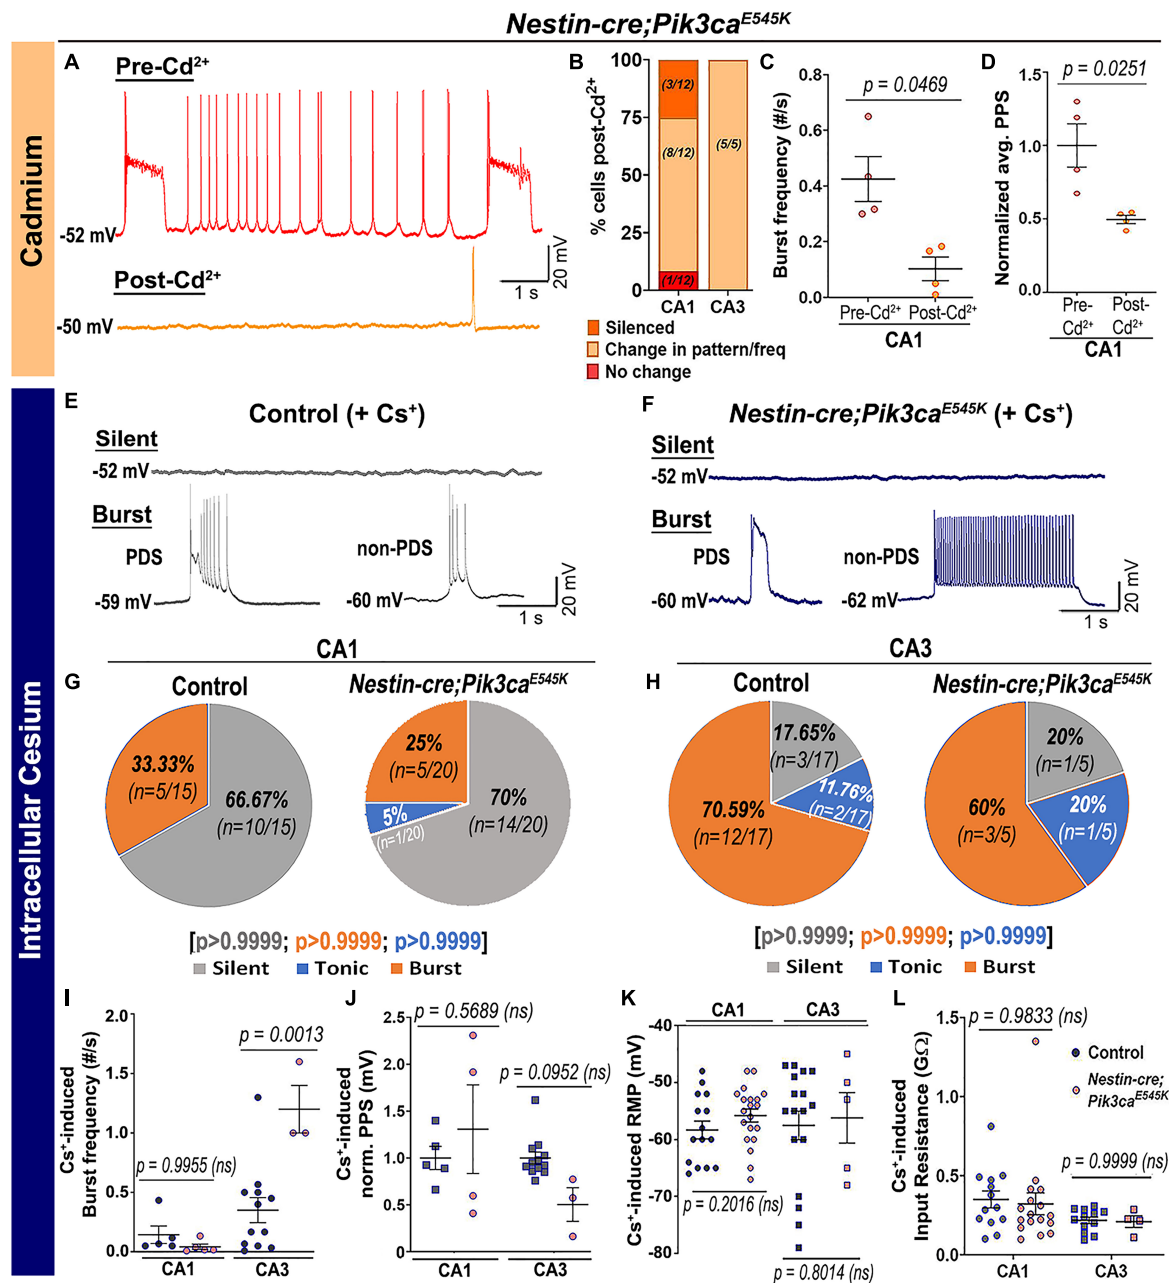 Nestin-cre;Pik3caE545K
Cadmium
A
Pre-Cd2+
-52 mV
20 mV
1 s
Post-Cd2+
-50 mV
B
% cells post-Cd2+
100
75
50
25
0
(3/12)
(8/12)
(1/12)
(5/5)
CA1 CA3
Silenced
Change in pattern/freq
No change
C
Burst frequency (#/s)
p = 0.0469
0.8
0.6
0.4
0.2
0.0
Pre-Cd2+ Post-Cd2+
CA1
D
Normalized avg. PPS
p = 0.0251
1.5
1.0
0.5
0.0
Pre-Cd2+ Post-Cd2+
CA1
Intracellular Cesium
E
Control (+ Cs+)
Silent
-52 mV
Burst
PDS
non-PDS
-59 mV
-60 mV
20 mV
1 s
F
Nestin-cre;Pik3caE545K (+ Cs+)
Silent
-52 mV
Burst
PDS
non-PDS
-60 mV
-62 mV
20 mV
1 s
G
CA1
Control
Nestin-cre;Pik3caE545K
33.33%
(n=5/15)
66.67%
(n=10/15)
25%
(n=5/20)
5%
(n=1/20)
70%
(n=14/20)
[p>0.9999; p>0.9999; p>0.9999]
Silent Tonic Burst
H
CA3
Control
Nestin-cre;Pik3caE545K
17.65%
(n=3/17)
11.76%
(n=2/17)
70.59%
(n=12/17)
20%
(n=1/5)
20%
(n=1/5)
60%
(n=3/5)
[p>0.9999; p>0.9999; p>0.9999]
Silent Tonic Burst
I
Cs+-induced
Burst frequency (#/s)
2.0
1.5
1.0
0.5
0.0
p = 0.0013
p = 0.9955 (ns)
CA1 CA3
J
Cs+-induced
norm. PPS (mV)
2.5
2.0
1.5
1.0
0.5
0
p = 0.5689 (ns)
p = 0.0952 (ns)
CA1 CA3
K
Cs+-induced RMP (mV)
-40
-50
-60
-70
-80
CA1 CA3
p = 0.2016 (ns)
p = 0.8014 (ns)
L
Cs+-induced
Input Resistance (GΩ)
1.5
1.0
0.5
0.0
p = 0.9833 (ns)
p = 0.9999 (ns)
CA1 CA3
Control
Nestin-cre;
Pik3caE545K